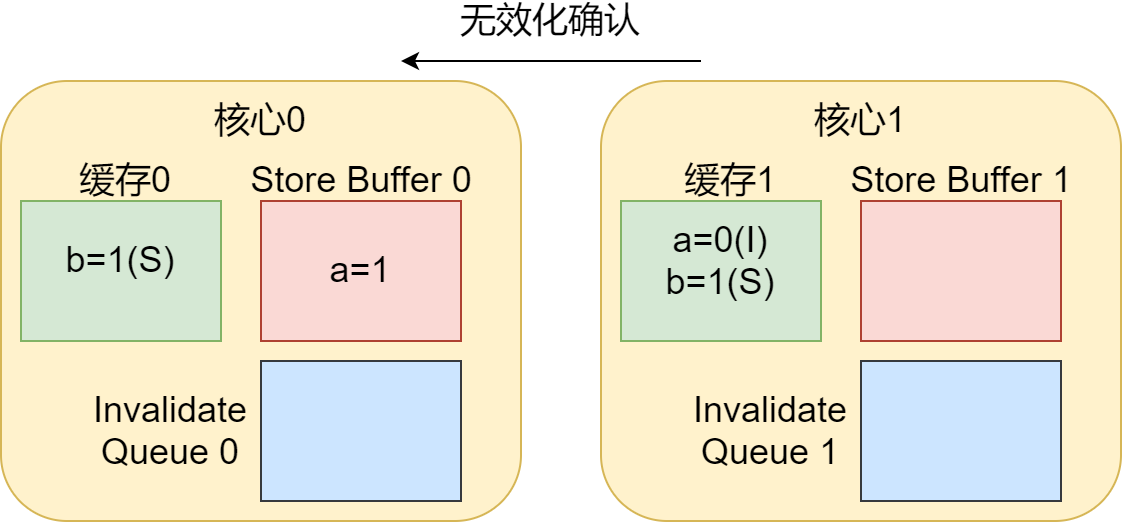 无效化确认
核心0
缓存0
Store Buffer 0
b=1(S)
a=1
Invalidate
Queue 0
核心1
缓存1
Store Buffer 1
a=0(I)
b=1(S)
Invalidate
Queue 1